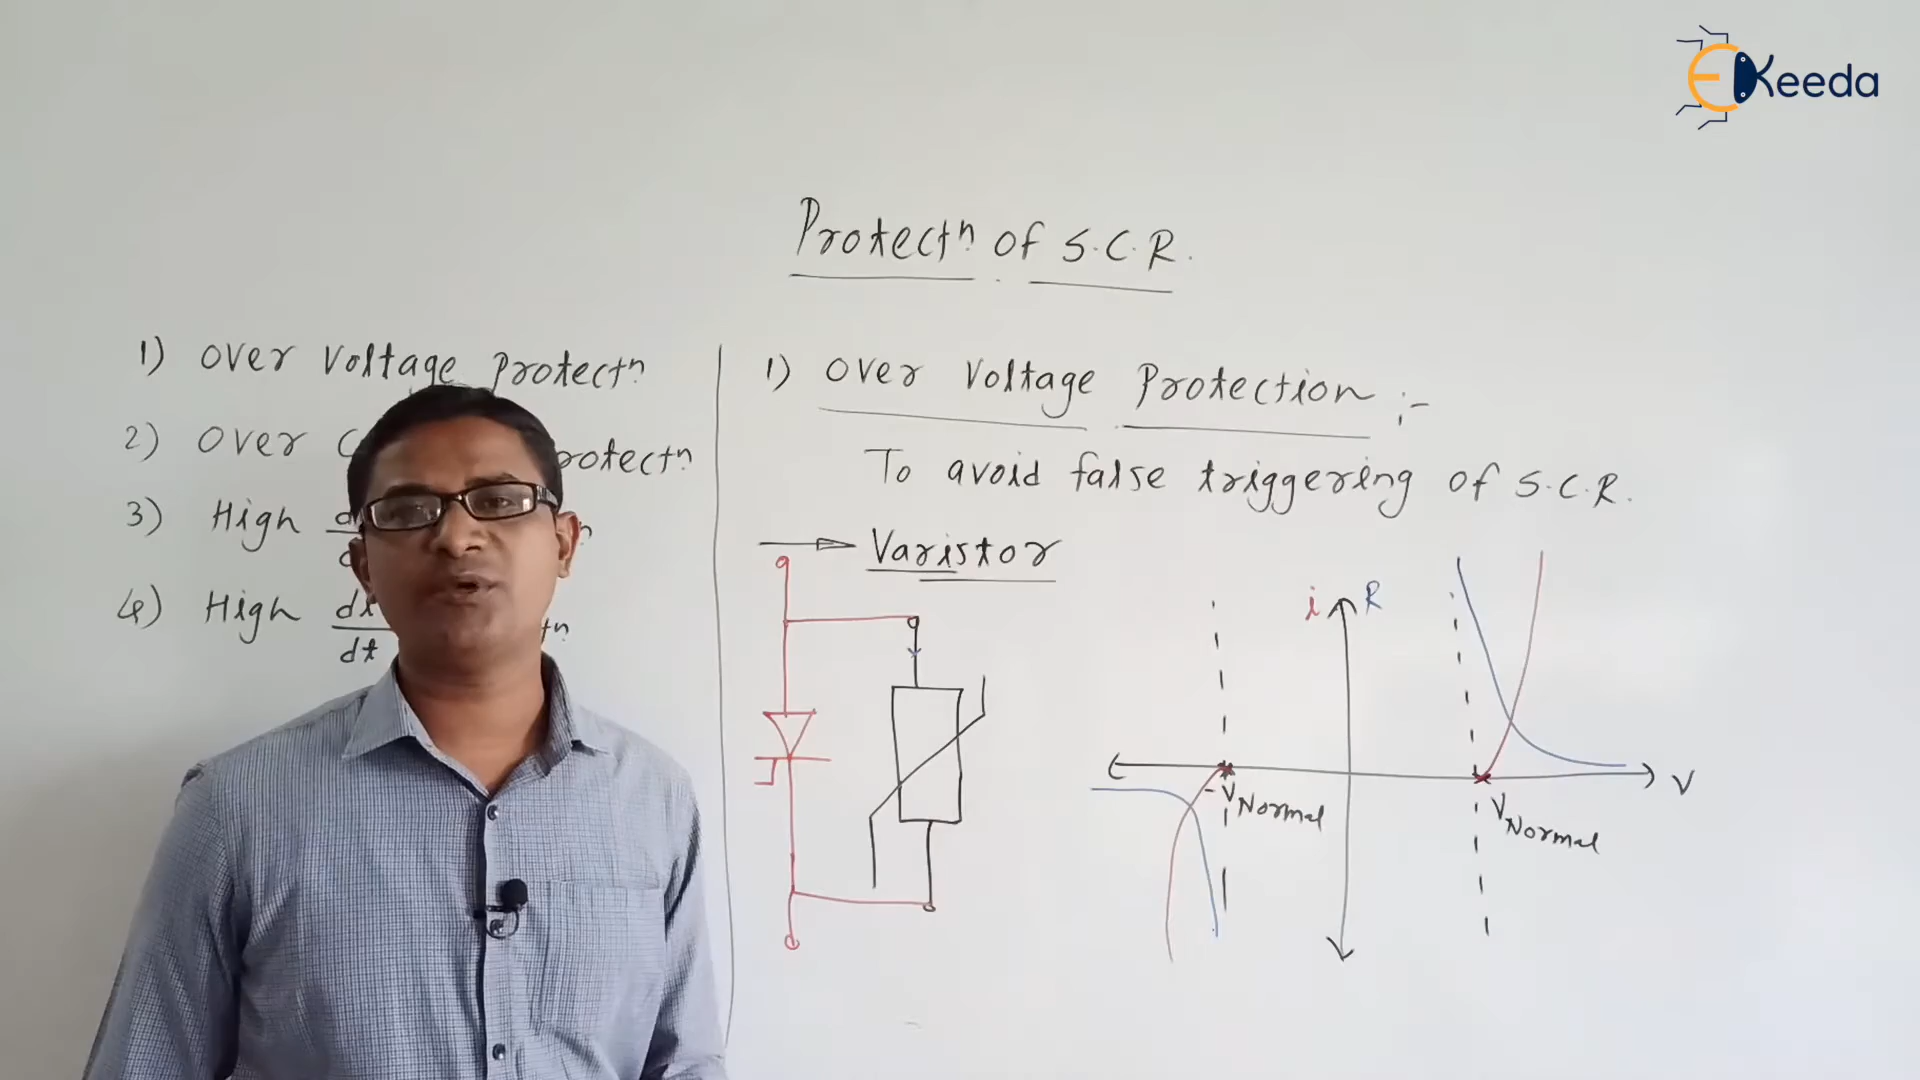 EKeeda
Protectⁿ of S.C.R.
1) Over Voltage Protectⁿ
2) Over
3) High
4) High di/dt
1) Over Voltage Protection :-
To avoid false triggering of S.C.R.
→ Varistor
i R
V
-VNormal
VNormal